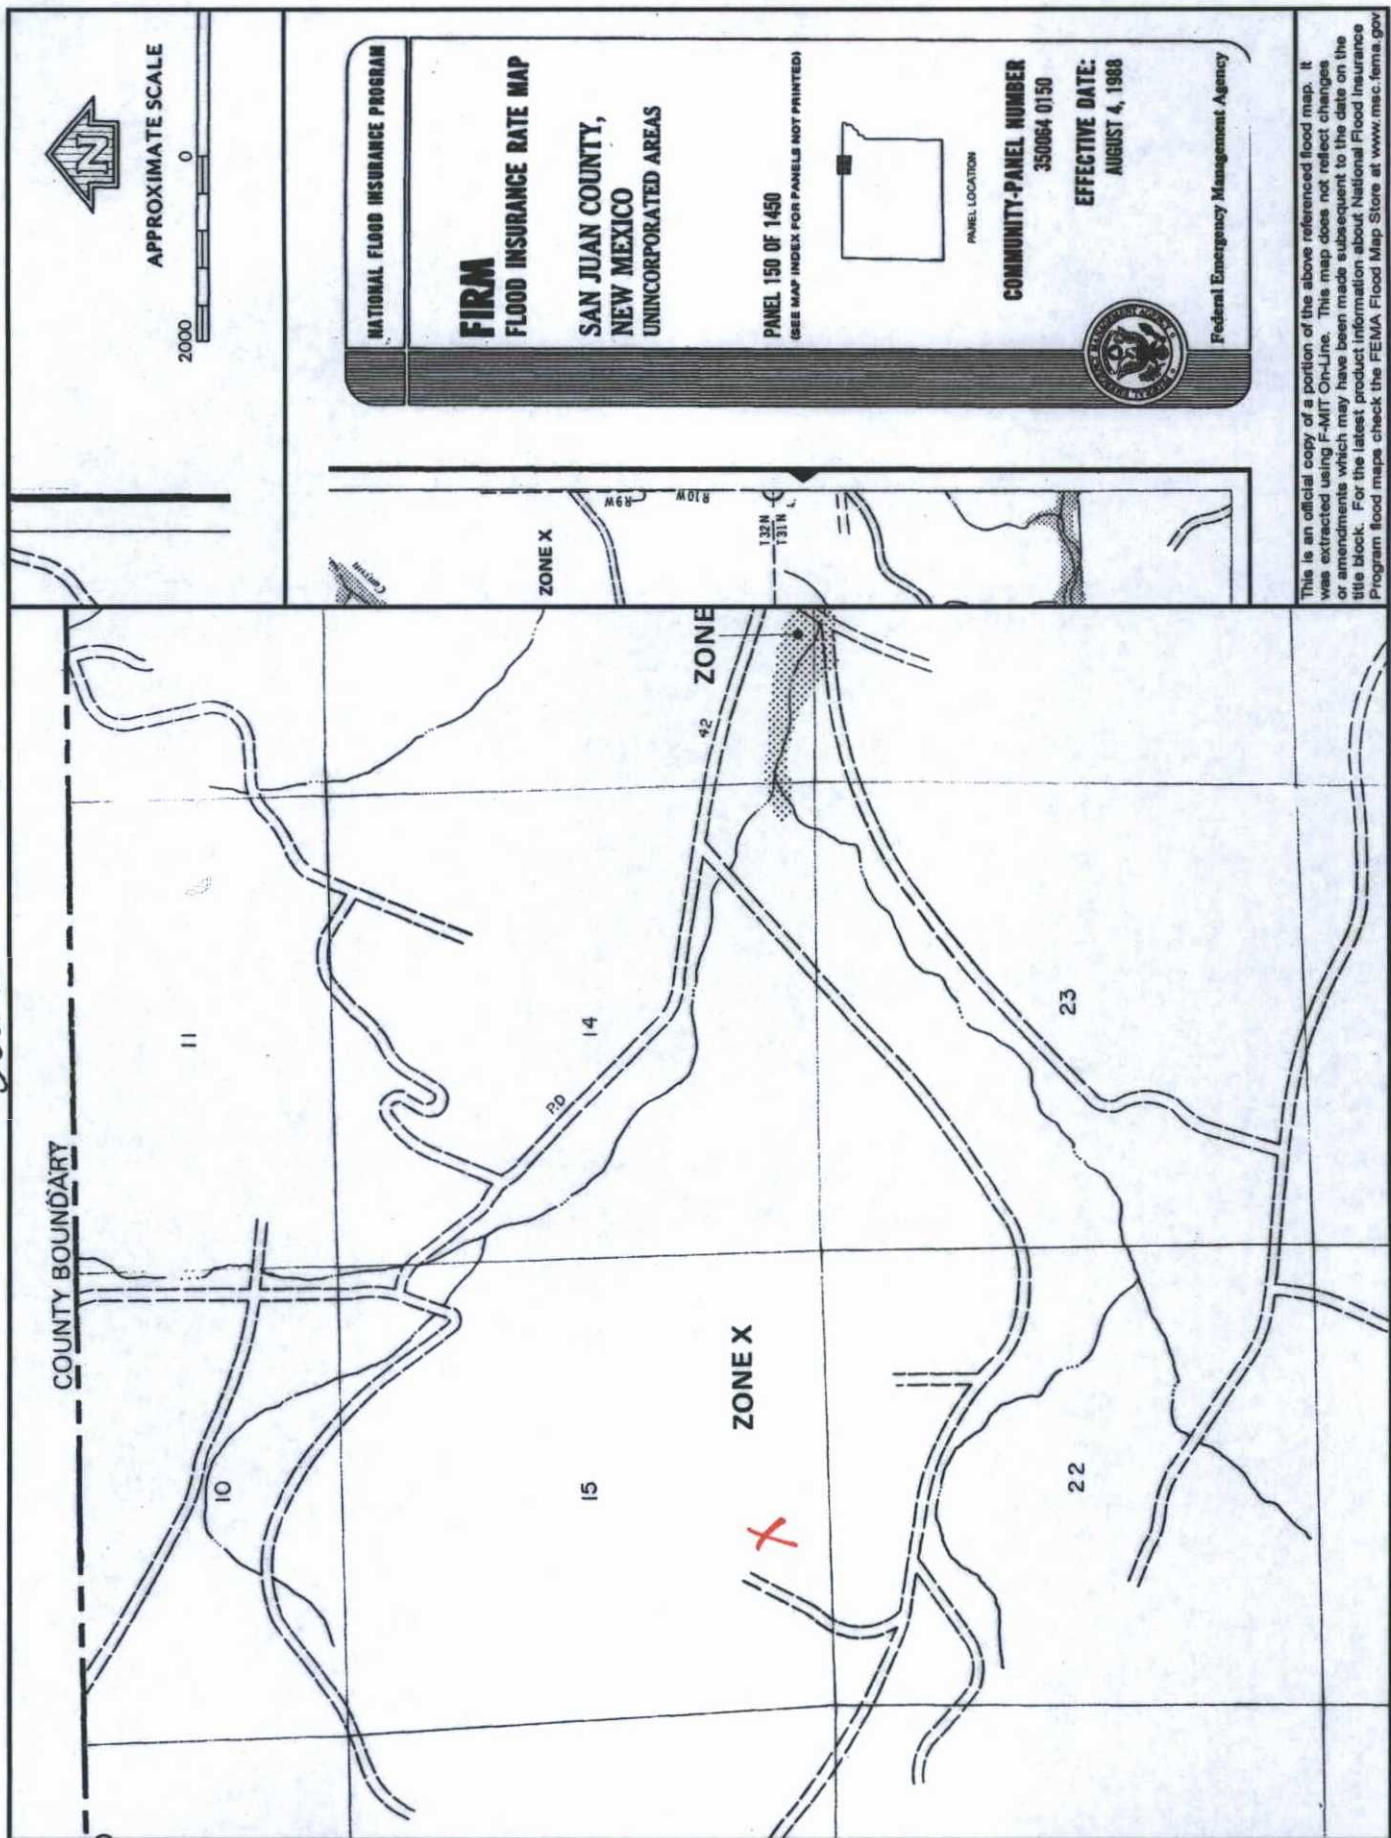 APPROXIMATE SCALE
2000 0
N
NATIONAL FLOOD INSURANCE PROGRAM
FIRM
FLOOD INSURANCE RATE MAP
SAN JUAN COUNTY,
NEW MEXICO
UNINCORPORATED AREAS
PANEL 150 OF 1450
(SEE MAP INDEX FOR PANELS NOT PRINTED)
PANEL LOCATION
COMMUNITY-PANEL NUMBER
350064 0150
EFFECTIVE DATE:
AUGUST 4, 1988
Federal Emergency Management Agency
This is an official copy of a portion of the above referenced flood map. It
was extracted using F-MIT On-Line. This map does not reflect changes
or amendments which may have been made subsequent to the date on the
title block. For the latest product information about National Flood Insurance
Program flood maps check the FEMA Flood Map Store at www.msc.fema.gov
COUNTY BOUNDARY
10
11
14
15
22
23
P.D
42
ZONE
ZONE X
X
ZONE X
R9W
R10W
T32N
T31N